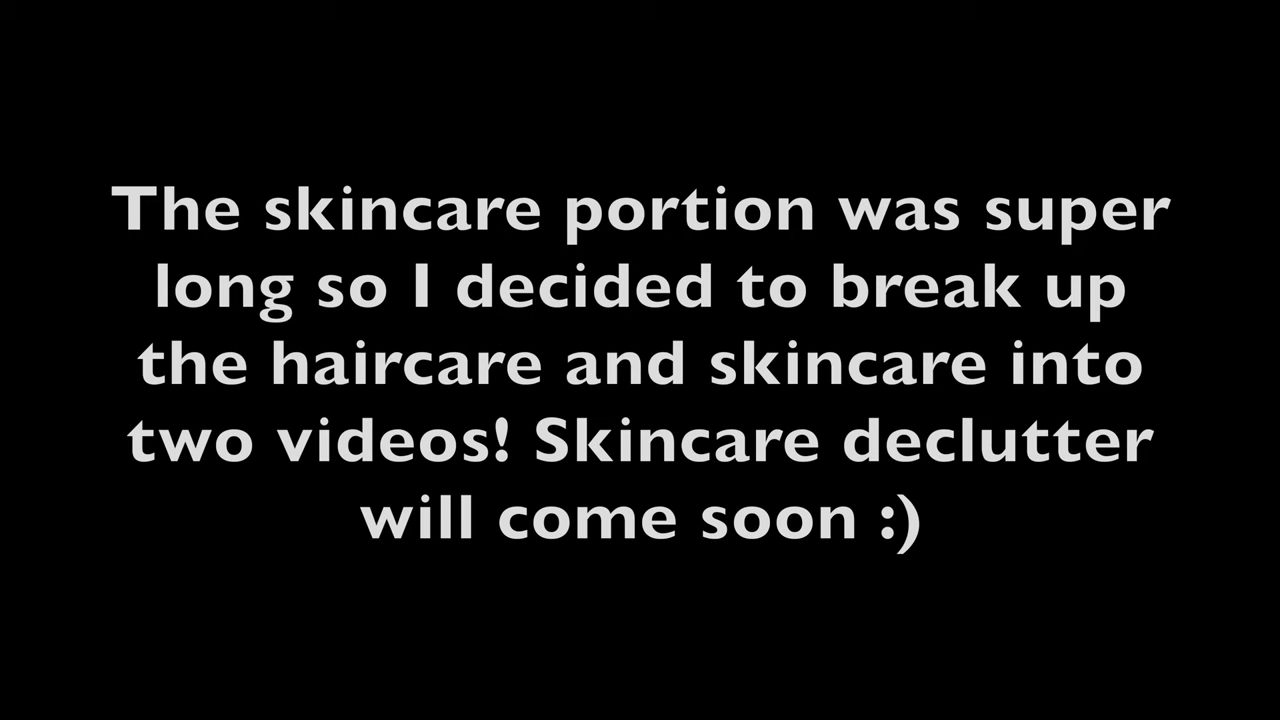 The skincare portion was super
long so I decided to break up
the haircare and skincare into
two videos! Skincare declutter
will come soon :)